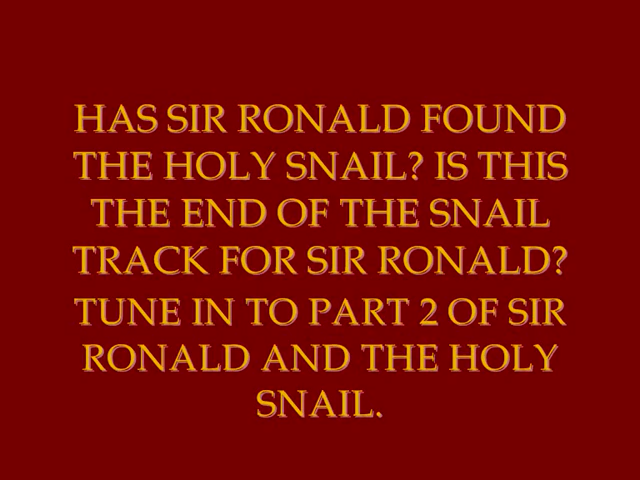 HAS SIR RONALD FOUND
THE HOLY SNAIL? IS THIS
THE END OF THE SNAIL
TRACK FOR SIR RONALD?
TUNE IN TO PART 2 OF SIR
RONALD AND THE HOLY
SNAIL.